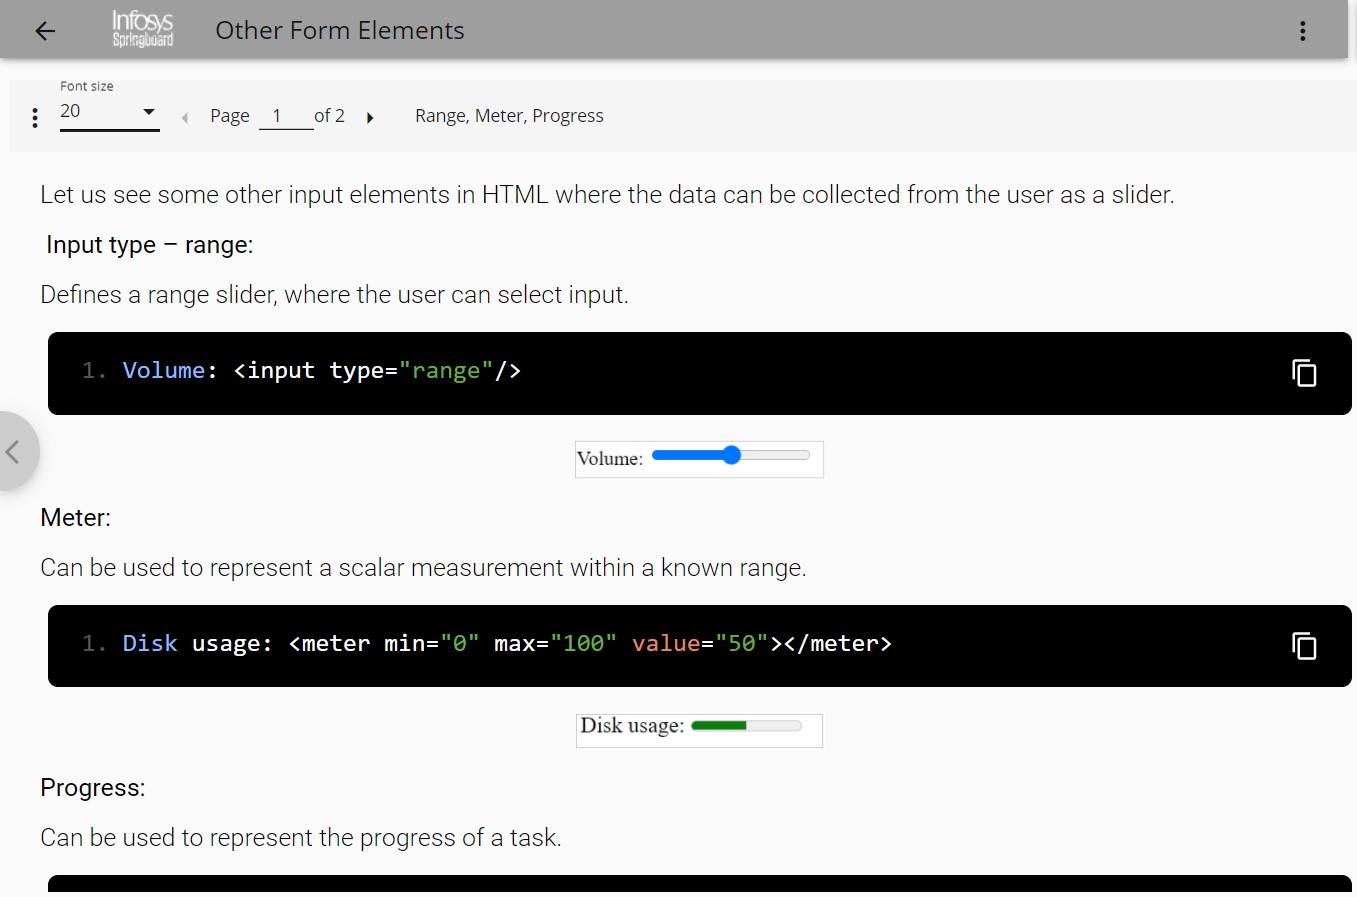 Infosys
Springboard
Other Form Elements
Font size
20
Page 1 of 2
Range, Meter, Progress
Let us see some other input elements in HTML where the data can be collected from the user as a slider.
Input type – range:
Defines a range slider, where the user can select input.
1. Volume: <input type="range"/>
Volume:
Meter:
Can be used to represent a scalar measurement within a known range.
1. Disk usage: <meter min="0" max="100" value="50"></meter>
Disk usage:
Progress:
Can be used to represent the progress of a task.